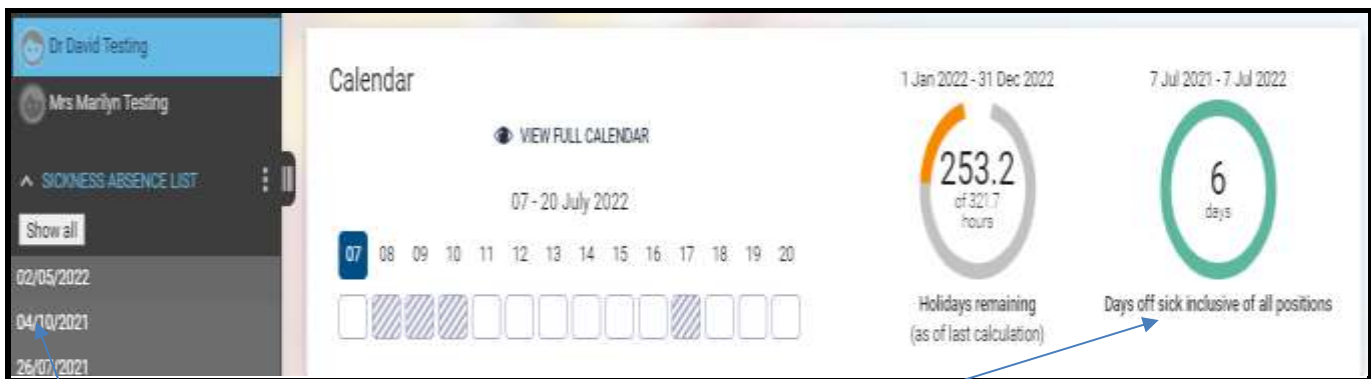 Dr David Testing
Mrs Marilyn Testing
SICKNESS ABSENCE LIST
Show all
02/05/2022
04/10/2021
26/07/2021
Calendar
VIEW FULL CALENDAR
07 - 20 July 2022
07 08 09 10 11 12 13 14 15 16 17 18 19 20
1 Jan 2022 - 31 Dec 2022
253.2
of 321.7
hours
Holidays remaining
(as of last calculation)
7 Jul 2021 - 7 Jul 2022
6
days
Days off sick inclusive of all positions